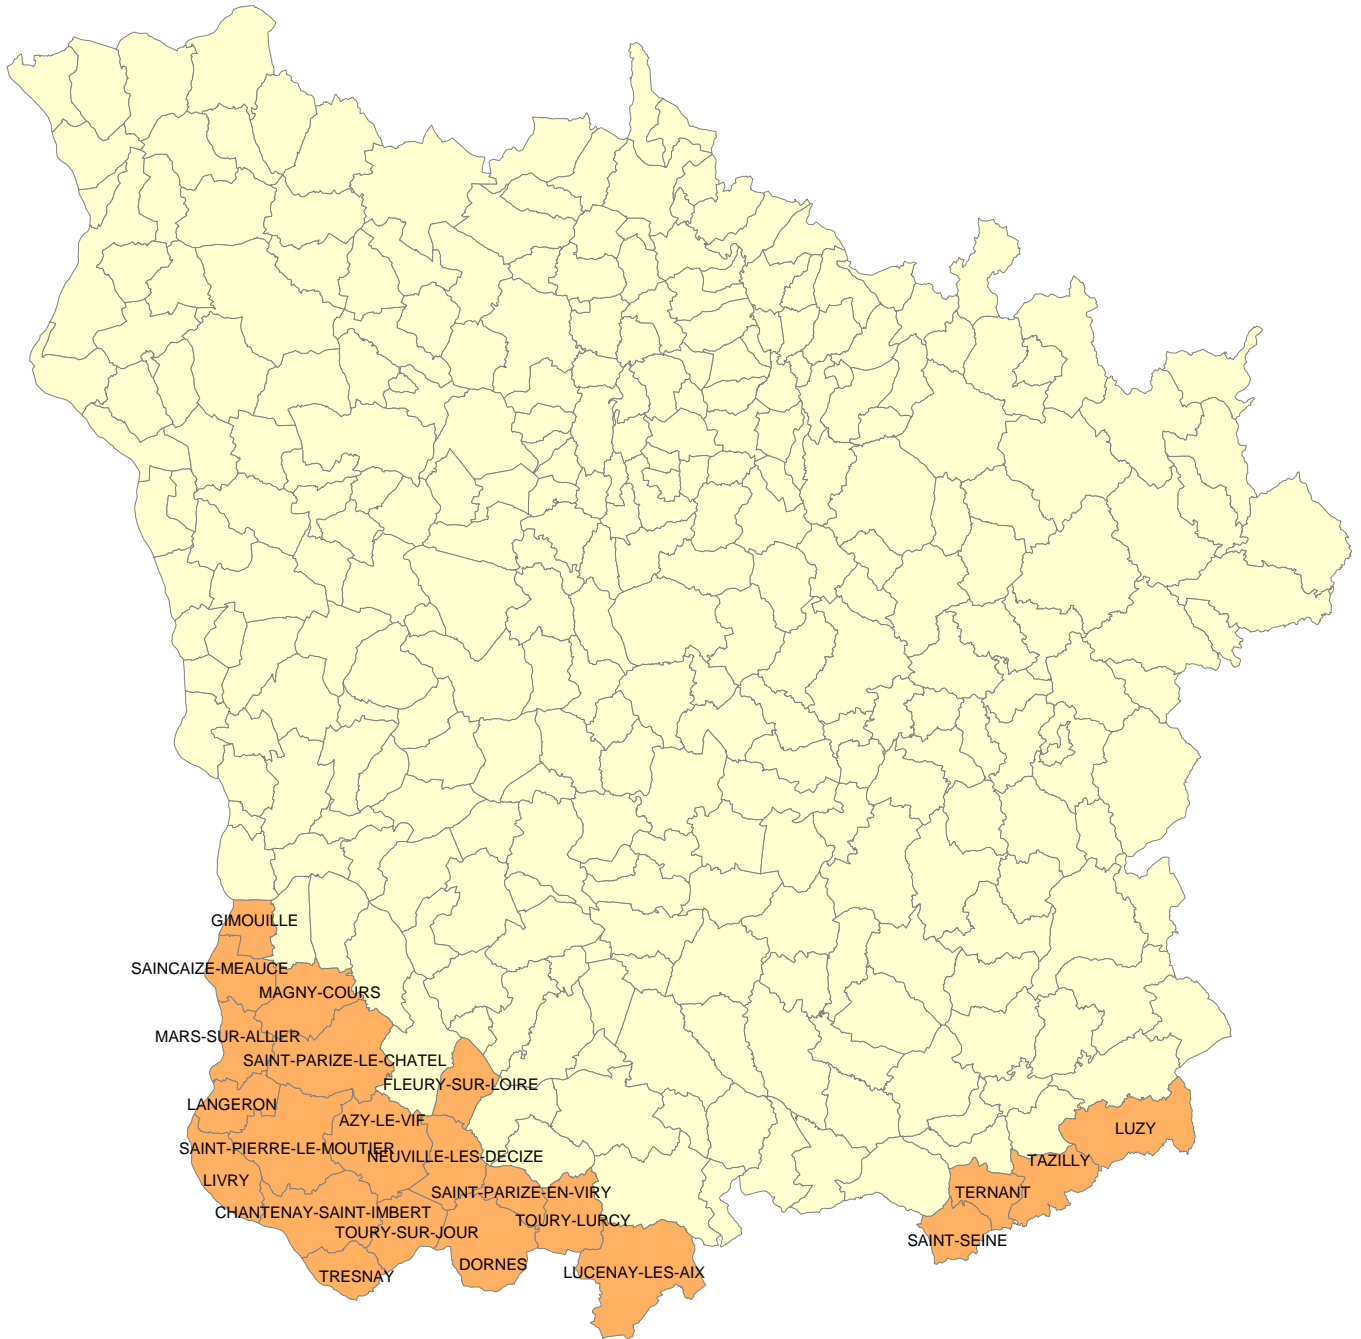 GIMOUILLE
SAINCAIZE-MEAUCE
MAGNY-COURS
MARS-SUR-ALLIER
SAINT-PARIZE-LE-CHATEL
FLEURY-SUR-LOIRE
LANGERON
AZY-LE-VIF
LUZY
SAINT-PIERRE-LE-MOUTIER
NEUVILLE-LES-DECIZE
TAZILLY
LIVRY
SAINT-PARIZE-EN-VIRY
TERNANT
CHANTENAY-SAINT-IMBERT
TOURY-LURCY
TOURY-SUR-JOUR
SAINT-SEINE
DORNES
LUCENAY-LES-AIX
TRESNAY